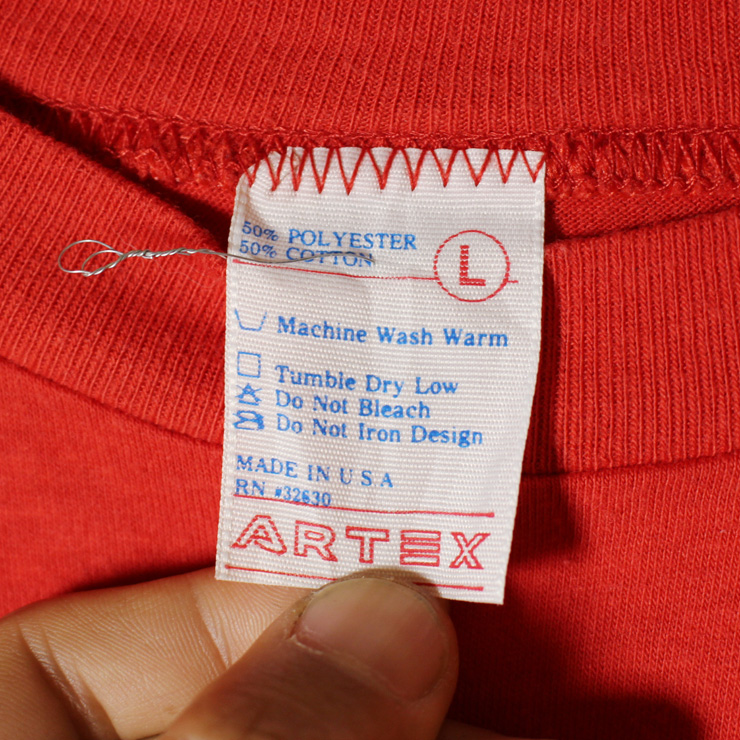 50% POLYESTER
50% COTTON
L
Machine Wash Warm
Tumble Dry Low
Do Not Bleach
Do Not Iron Design
MADE IN U S A
RN #32630
ARTEX